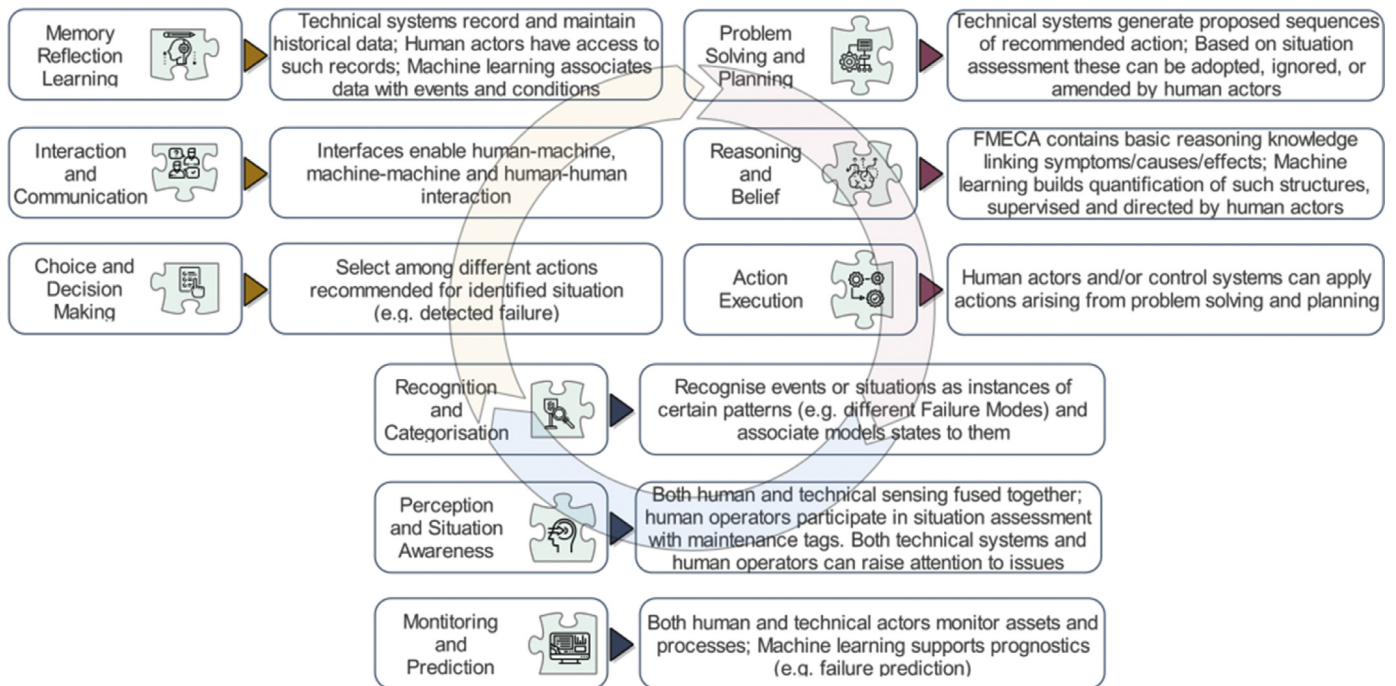 Memory
Reflection
Learning
Technical systems record and maintain
historical data; Human actors have access to
such records; Machine learning associates
data with events and conditions
Problem
Solving and
Planning
Technical systems generate proposed sequences
of recommended action; Based on situation
assessment these can be adopted, ignored, or
amended by human actors
Interaction
and
Communication
Interfaces enable human-machine,
machine-machine and human-human
interaction
Reasoning
and
Belief
FMECA contains basic reasoning knowledge
linking symptoms/causes/effects; Machine
learning builds quantification of such structures,
supervised and directed by human actors
Choice and
Decision
Making
Select among different actions
recommended for identified situation
(e.g. detected failure)
Action
Execution
Human actors and/or control systems can apply
actions arising from problem solving and planning
Recognition
and
Categorisation
Recognise events or situations as instances of
certain patterns (e.g. different Failure Modes) and
associate models states to them
Perception
and Situation
Awareness
Both human and technical sensing fused together;
human operators participate in situation assessment
with maintenance tags. Both technical systems and
human operators can raise attention to issues
Montitoring
and
Prediction
Both human and technical actors monitor assets and
processes; Machine learning supports prognostics
(e.g. failure prediction)